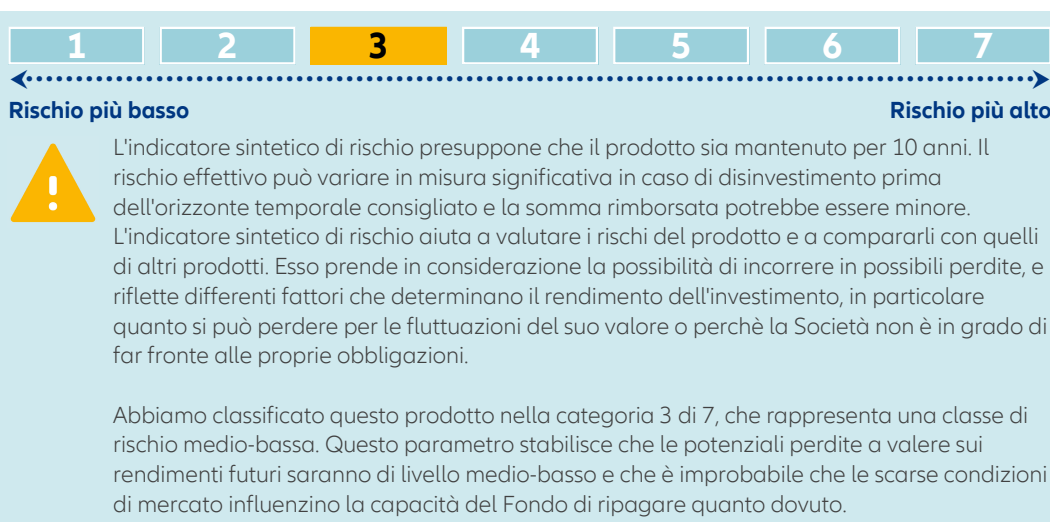 1 2 3 4 5 6 7
Rischio più basso Rischio più alto
L'indicatore sintetico di rischio presuppone che il prodotto sia mantenuto per 10 anni. Il
rischio effettivo può variare in misura significativa in caso di disinvestimento prima
dell'orizzonte temporale consigliato e la somma rimborsata potrebbe essere minore.
L'indicatore sintetico di rischio aiuta a valutare i rischi del prodotto e a compararli con quelli
di altri prodotti. Esso prende in considerazione la possibilità di incorrere in possibili perdite, e
riflette differenti fattori che determinano il rendimento dell'investimento, in particolare
quanto si può perdere per le fluttuazioni del suo valore o perchè la Società non è in grado di
far fronte alle proprie obbligazioni.
Abbiamo classificato questo prodotto nella categoria 3 di 7, che rappresenta una classe di
rischio medio-bassa. Questo parametro stabilisce che le potenziali perdite a valere sui
rendimenti futuri saranno di livello medio-basso e che è improbabile che le scarse condizioni
di mercato influenzino la capacità del Fondo di ripagare quanto dovuto.